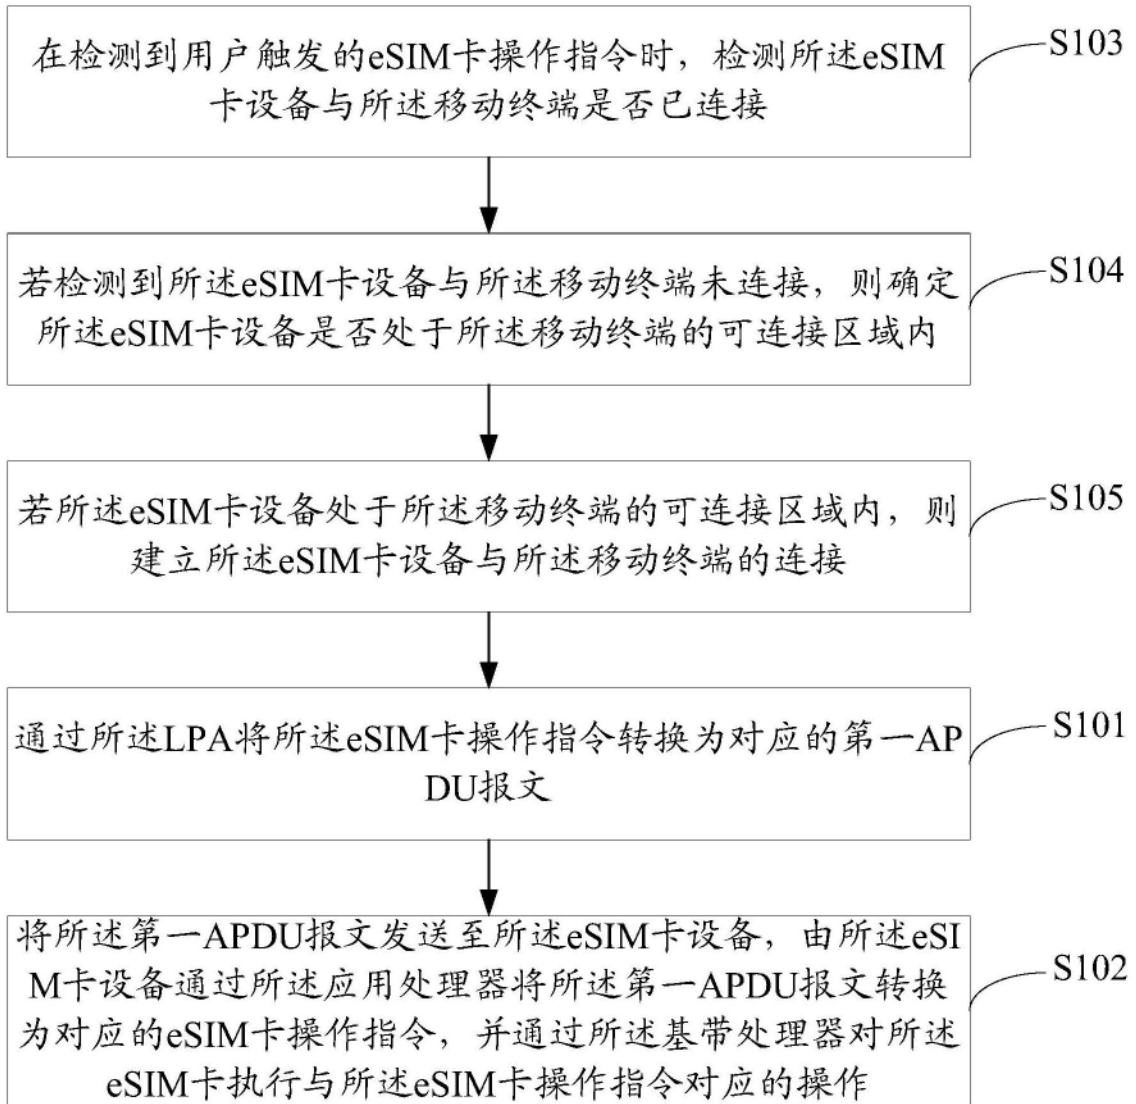 在检测到用户触发的eSIM卡操作指令时，检测所述eSIM
卡设备与所述移动终端是否已连接
S103
若检测到所述eSIM卡设备与所述移动终端未连接，则确定
所述eSIM卡设备是否处于所述移动终端的可连接区域内
S104
若所述eSIM卡设备处于所述移动终端的可连接区域内，则
建立所述eSIM卡设备与所述移动终端的连接
S105
通过所述LPA将所述eSIM卡操作指令转换为对应的第一AP
DU报文
S101
将所述第一APDU报文发送至所述eSIM卡设备，由所述eSI
M卡设备通过所述应用处理器将所述第一APDU报文转换
为对应的eSIM卡操作指令，并通过所述基带处理器对所述
eSIM卡执行与所述eSIM卡操作指令对应的操作
S102